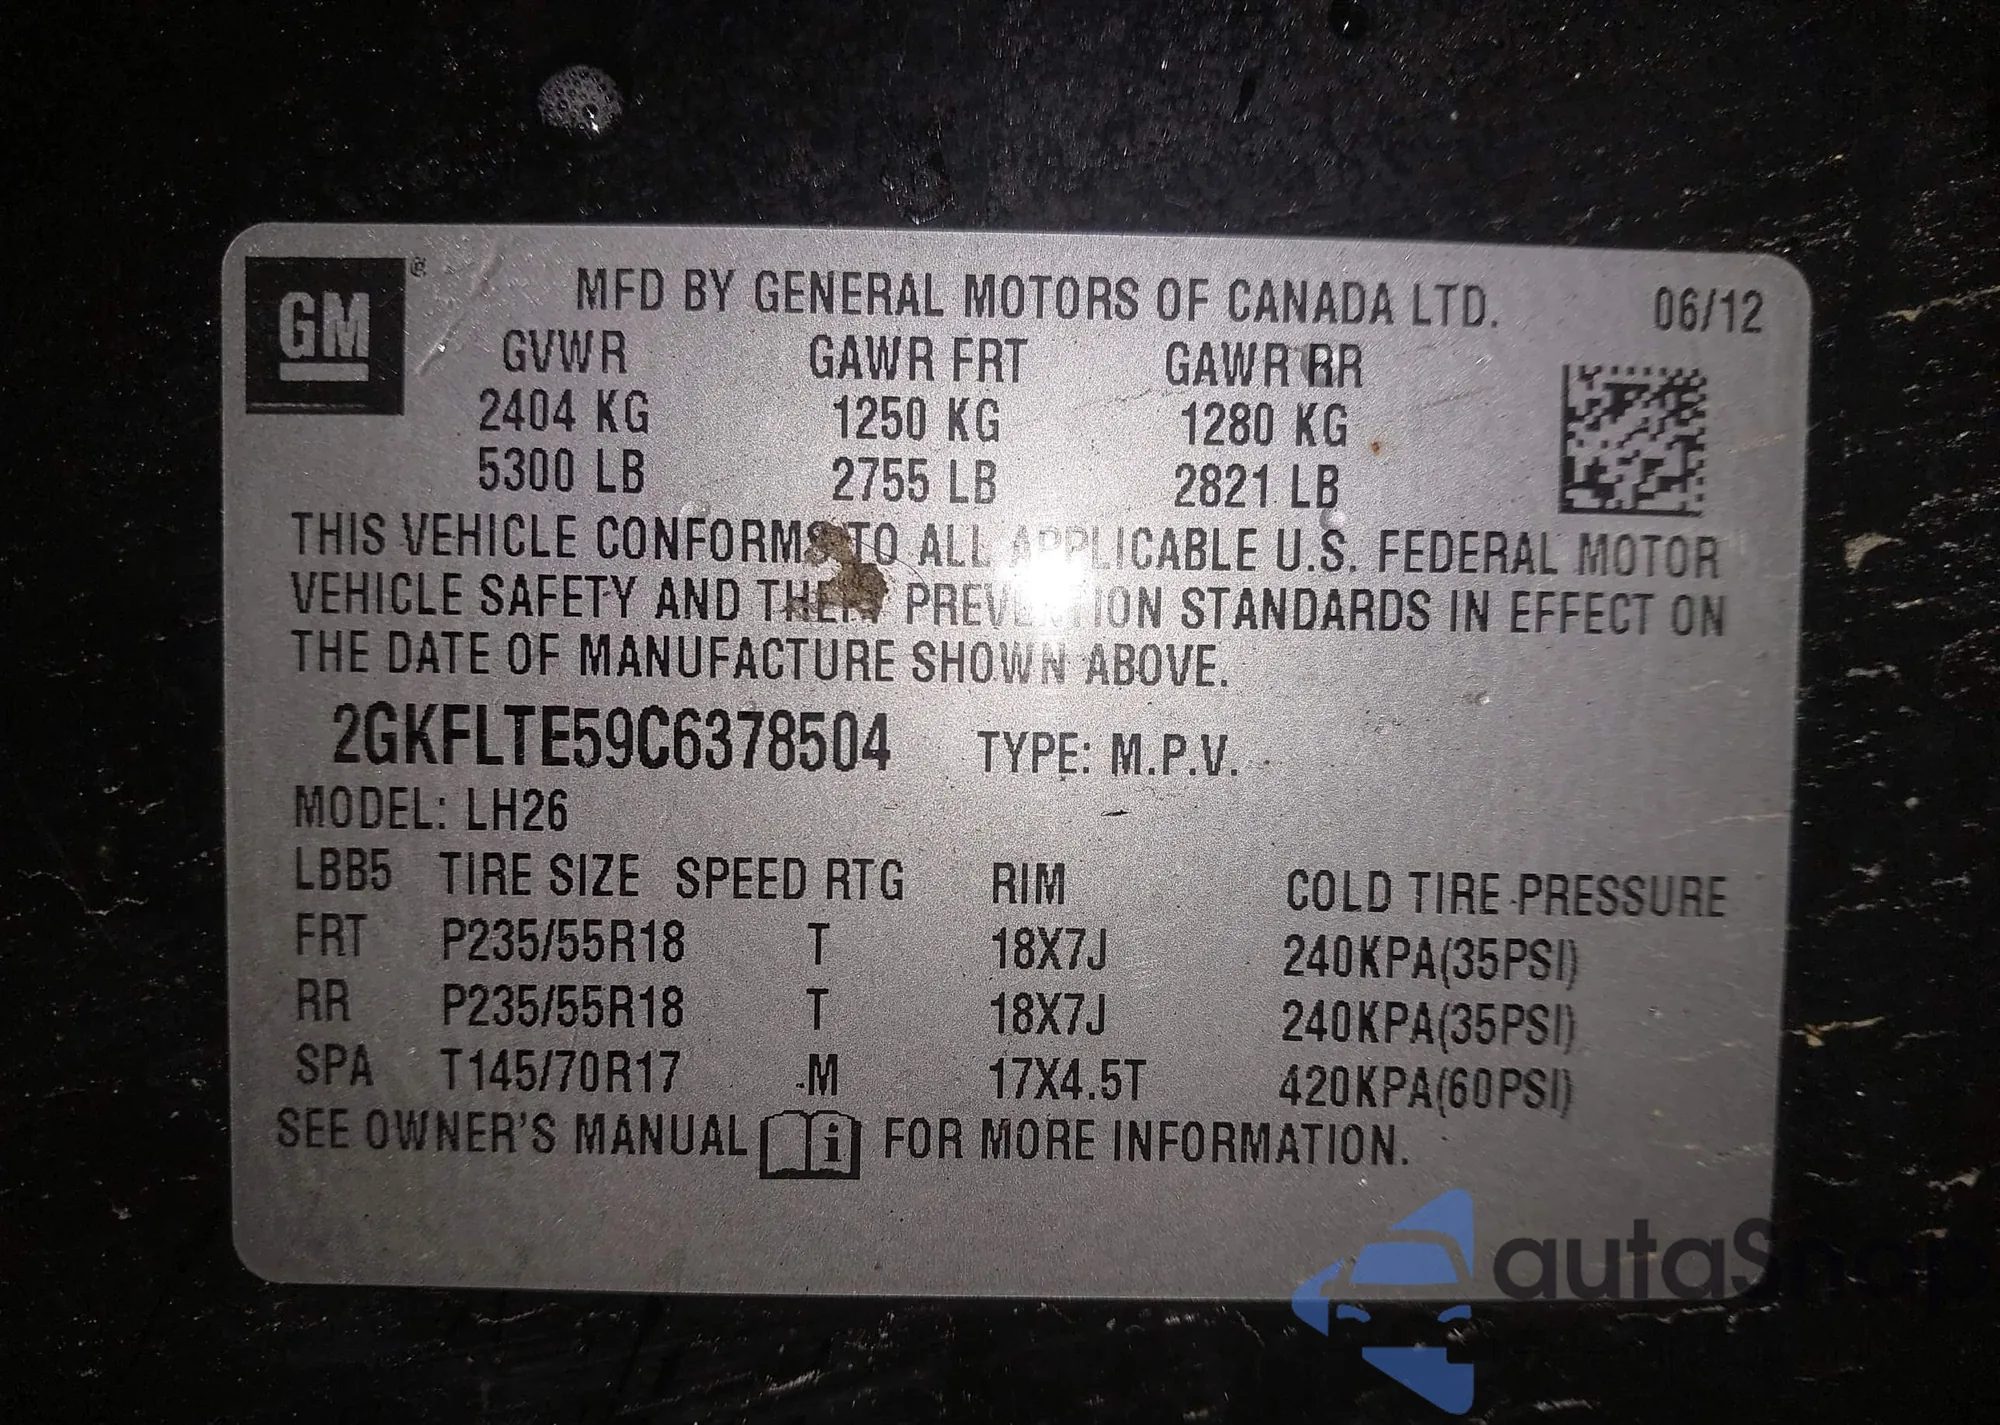 GM®
MFD BY GENERAL MOTORS OF CANADA LTD. 06/12
GVWR GAWR FRT GAWR RR
2404 KG 1250 KG 1280 KG
5300 LB 2755 LB 2821 LB
THIS VEHICLE CONFORMS TO ALL APPLICABLE U.S. FEDERAL MOTOR
VEHICLE SAFETY AND THEFT PREVENTION STANDARDS IN EFFECT ON
THE DATE OF MANUFACTURE SHOWN ABOVE.
2GKFLTE59C6378504 TYPE: M.P.V.
MODEL: LH26
LBB5 TIRE SIZE SPEED RTG RIM COLD TIRE PRESSURE
FRT P235/55R18 T 18X7J 240KPA(35PSI)
RR P235/55R18 T 18X7J 240KPA(35PSI)
SPA T145/70R17 M 17X4.5T 420KPA(60PSI)
SEE OWNER'S MANUAL i FOR MORE INFORMATION.
autaShop